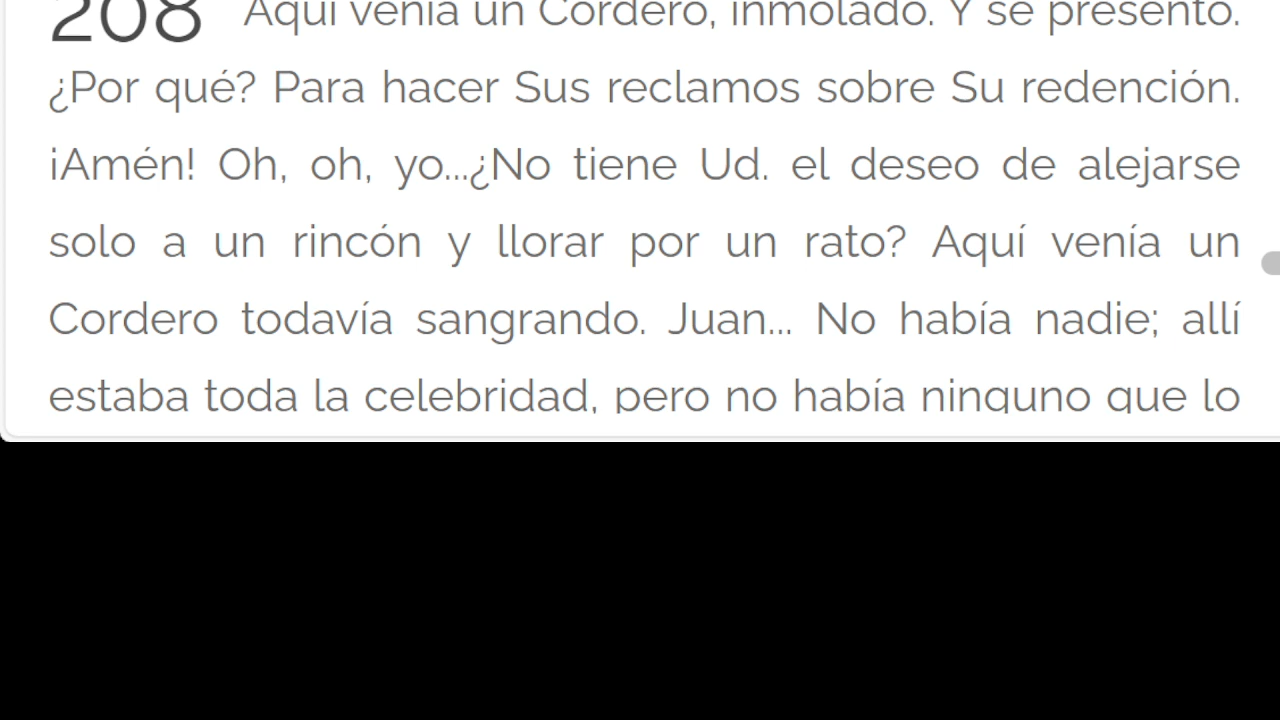 208 Aquí venía un Cordero, inmolado. Y se presentó.
¿Por qué? Para hacer Sus reclamos sobre Su redención.
¡Amén! Oh, oh, yo...¿No tiene Ud. el deseo de alejarse
solo a un rincón y llorar por un rato? Aquí venía un
Cordero todavía sangrando. Juan... No había nadie; allí
estaba toda la celebridad, pero no había ninguno que lo